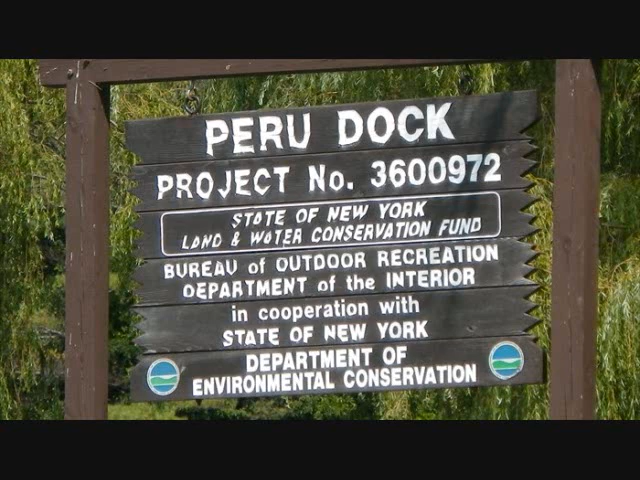 PERU DOCK
PROJECT No. 3600972
STATE OF NEW YORK
LAND & WATER CONSERVATION FUND
BUREAU of OUTDOOR RECREATION
DEPARTMENT of the INTERIOR
in cooperation with
STATE OF NEW YORK
DEPARTMENT OF
ENVIRONMENTAL CONSERVATION